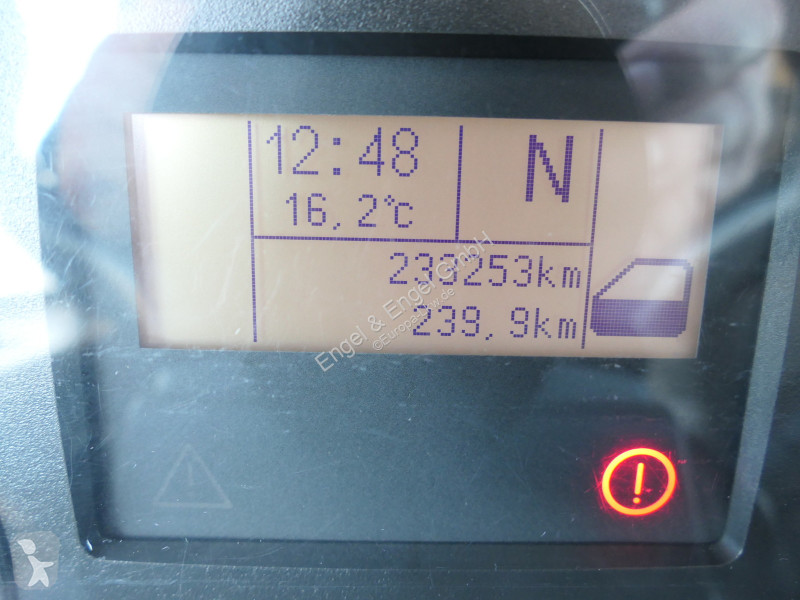 12:48
N
16,2°C
233253km
239,9km
Engel & Engel GmbH